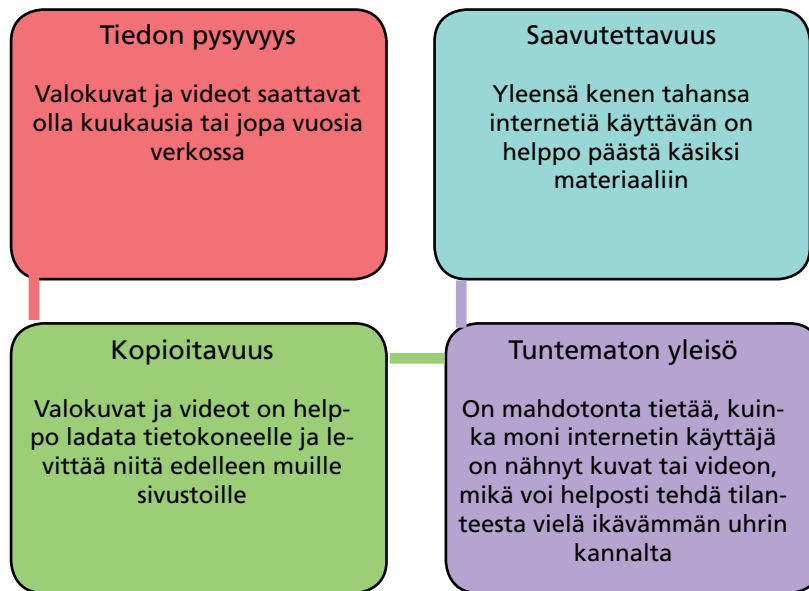 Tiedon pysyvyys
Valokuvat ja videot saattavat
olla kuukausia tai jopa vuosia
verkossa
Saavutettavuus
Yleensä kenen tahansa
internetiä käyttävän on
helppo päästä käsiksi
materiaaliin
Kopioitavuus
Valokuvat ja videot on help-
po ladata tietokoneelle ja le-
vittää niitä edelleen muille
sivustoille
Tuntematon yleisö
On mahdotonta tietää, kuin-
ka moni internetin käyttäjä
on nähnyt kuvat tai videon,
mikä voi helposti tehdä tilan-
teesta vielä ikävämmän uhrin
kannalta